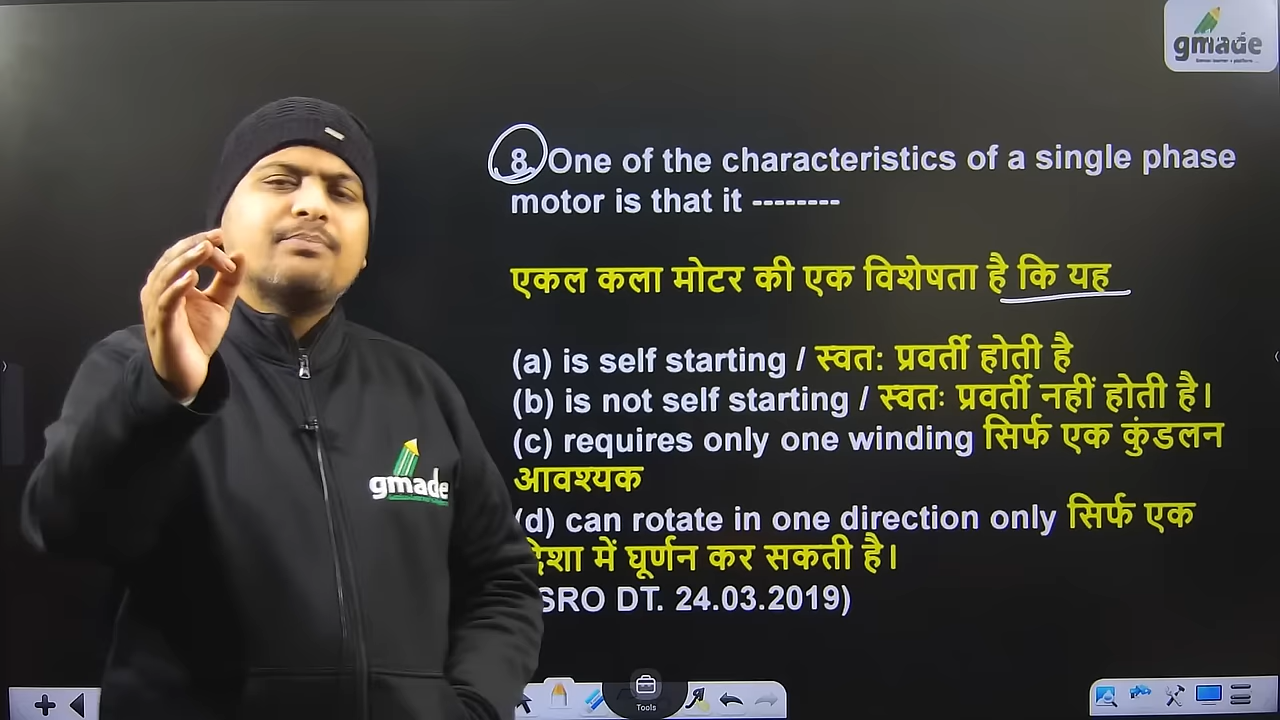 gmade
8. One of the characteristics of a single phase
motor is that it --------
एकल कला मोटर की एक विशेषता है कि यह
(a) is self starting / स्वत: प्रवर्ती होती है
(b) is not self starting / स्वतः प्रवर्ती नहीं होती है।
(c) requires only one winding सिर्फ एक कुंडलन
आवश्यक
gmade
(d) can rotate in one direction only सिर्फ एक
में घूर्णन कर सकती है।
DT. 24.03.2019)
Tools